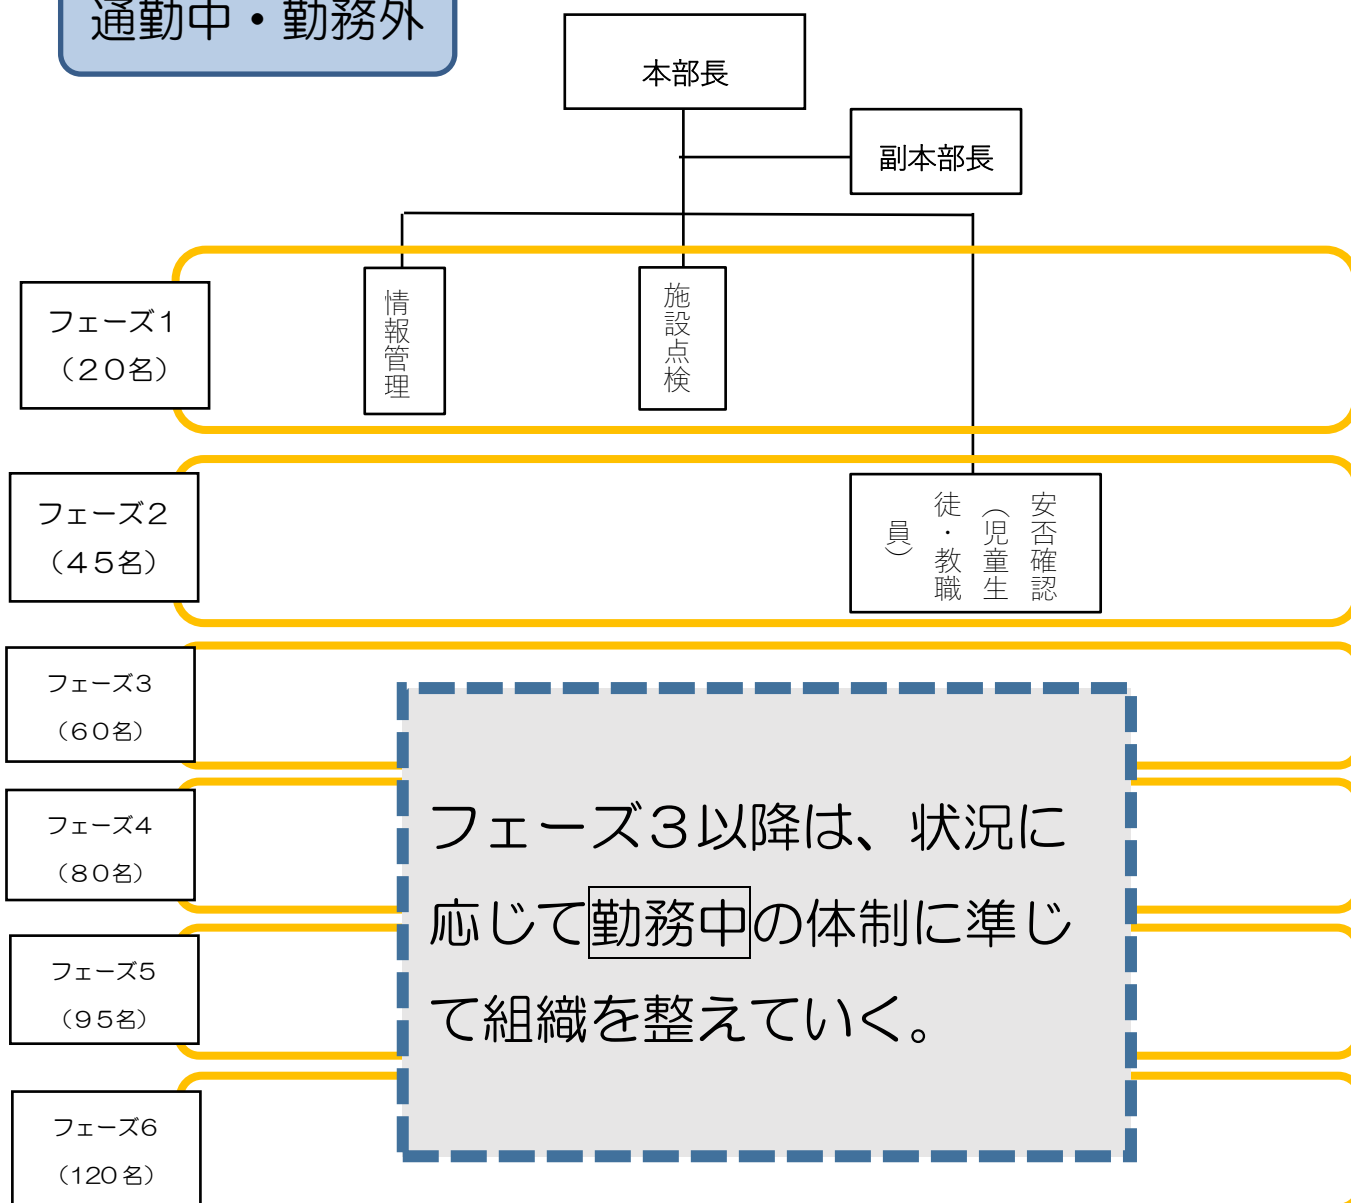 通勤中・勤務外
本部長
副本部長
フェーズ1
（20名）
情報管理
施設点検
フェーズ2
（45名）
安否確認
（児童生
徒・教職
員）
フェーズ3
（60名）
フェーズ4
（80名）
フェーズ5
（95名）
フェーズ6
（120名）
フェーズ３以降は、状況に
応じて勤務中の体制に準じ
て組織を整えていく。